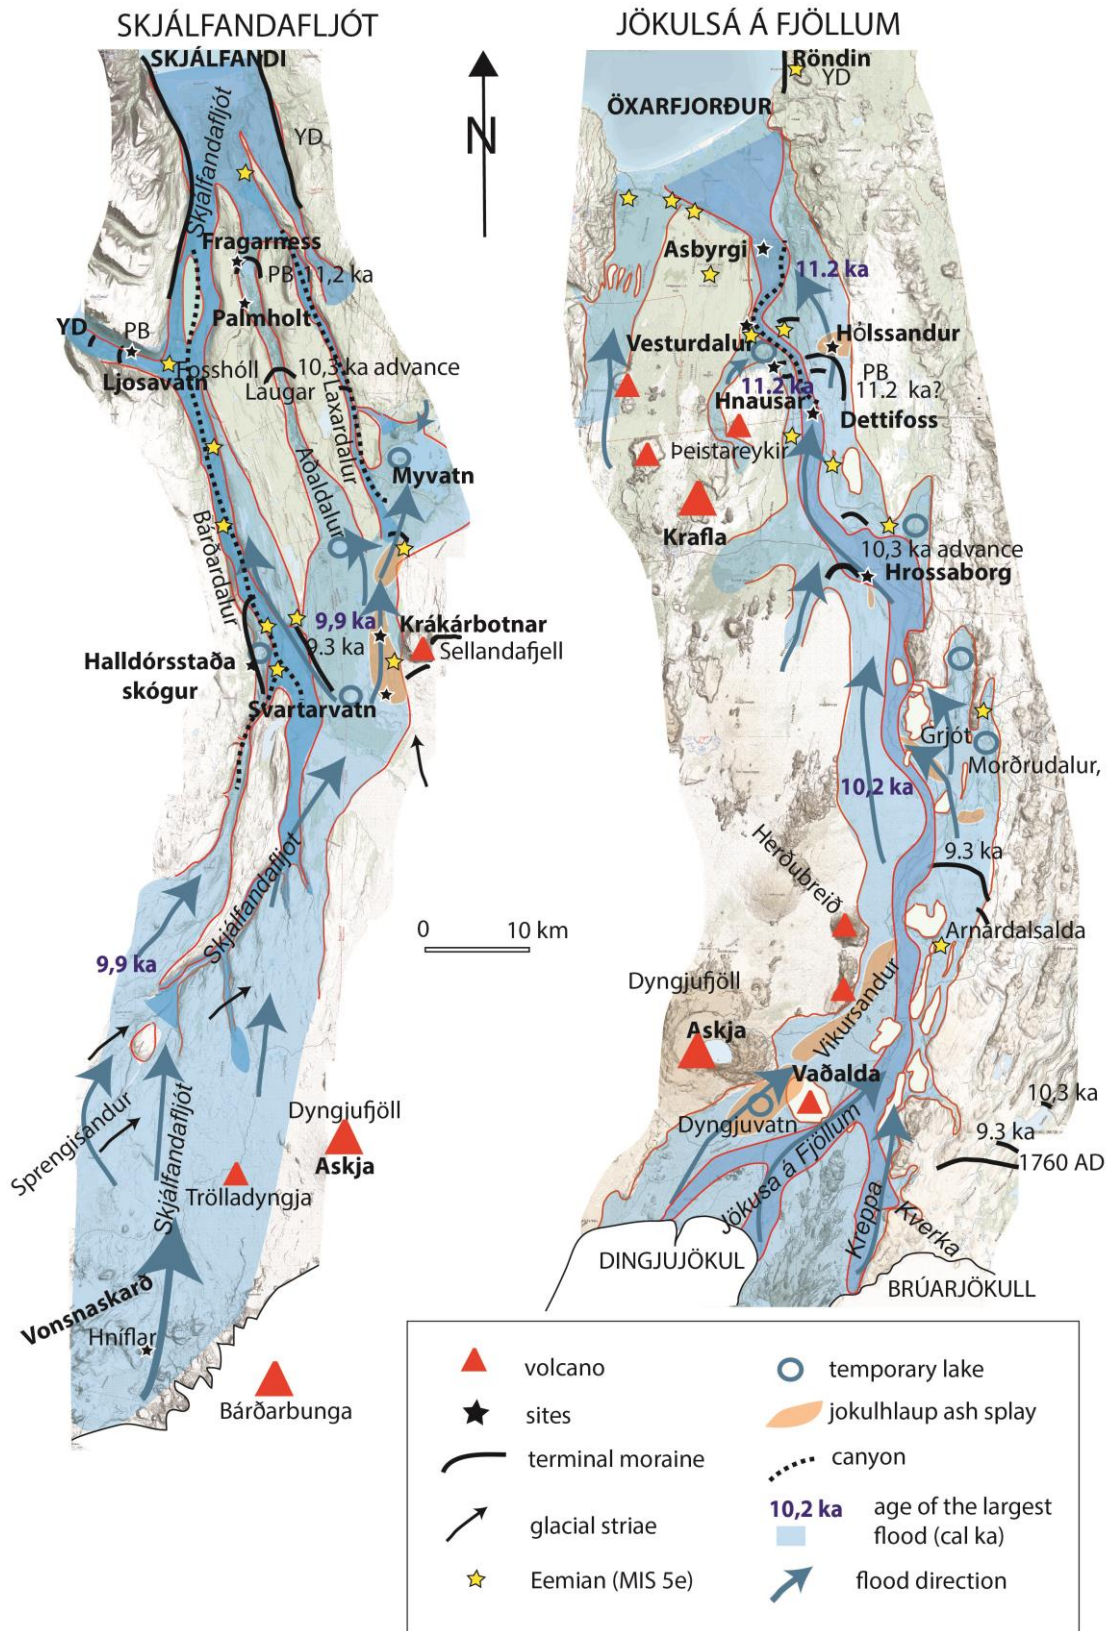 SKJÁLFANDAFLJÓT
SKJÁLFANDI
Skjálfandafljót
YD
Fragarness
PB 11,2 ka
Palmholt
YD
PB
Ljosavatn
Fosshóll
Laugar
10,3 ka advance
Laxardalur
Aðaldalur
Myvatn
Bárðardalur
9,9 ka
9.3 ka
Krákárbotnar
Sellandafjell
Halldórsstaða
skógur
Svartarvatn
Skjálfandafljót
9,9 ka
Sprengisandur
Skjálfandafljót
Dyngjufjöll
Askja
Trölladyngja
Vonsnaskarð
Hníflar
Bárðarbunga
N
0 10 km
JÖKULSÁ Á FJÖLLUM
Röndin
YD
ÖXARFJORÐUR
Asbyrgi
11.2 ka
Vesturdalur
Hólssandur
11.2 ka
PB
11.2 ka?
Hnausar
Dettifoss
Þeistareykir
Krafla
10,3 ka advance
Hrossaborg
Grjót
Morðrudalur,
10,2 ka
9.3 ka
Herðubreið
Arnardalsalda
Dyngjufjöll
Vikursandur
Askja
Vaðalda
Dyngjuvatn
10,3 ka
9.3 ka
1760 AD
Jökusa á Fjöllum
Kreppa
Kverka
DINGJUJÖKUL
BRÚARJÖKULL
volcano
sites
terminal moraine
glacial striae
Eemian (MIS 5e)
temporary lake
jokulhlaup ash splay
canyon
10,2 ka age of the largest
flood (cal ka)
flood direction